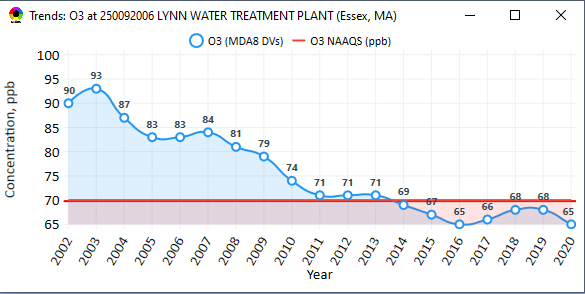 Trends: O3 at 250092006 LYNN WATER TREATMENT PLANT (Essex, MA)
O3 (MDA8 DVs) O3 NAAQS (ppb)
Concentration, ppb
100
95
90
85
80
75
70
65
90 93 87 83 83 84 81 79 74 71 71 71 69 67 65 66 68 68 65
2002 2003 2004 2005 2006 2007 2008 2009 2010 2011 2012 2013 2014 2015 2016 2017 2018 2019 2020
Year